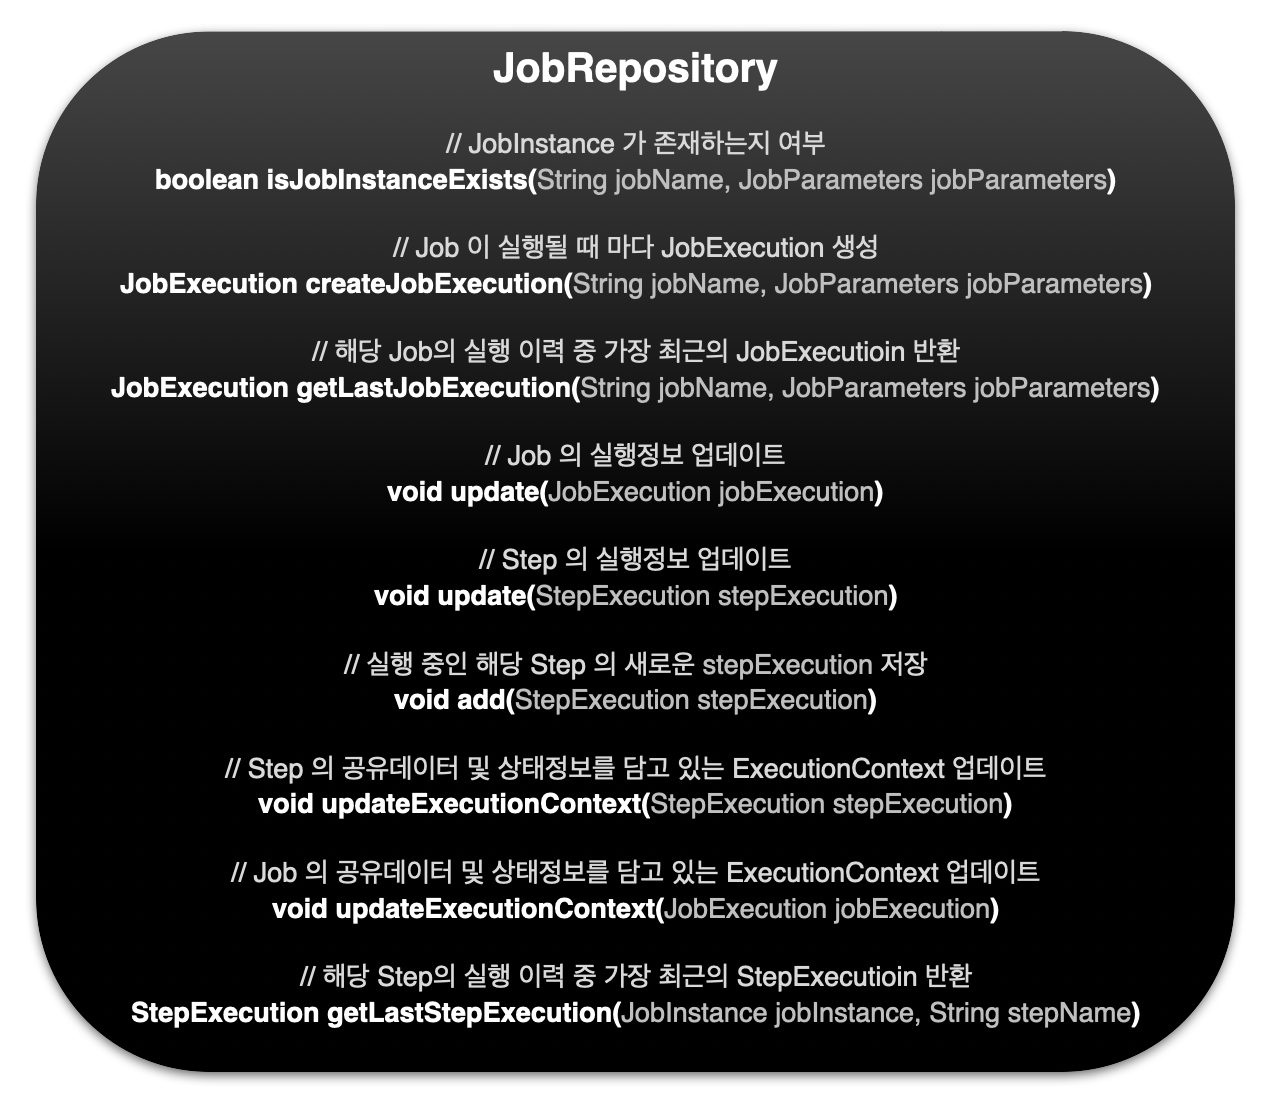 JobRepository
// JobInstance 가 존재하는지 여부
boolean isJobInstanceExists(String jobName, JobParameters jobParameters)
// Job 이 실행될 때 마다 JobExecution 생성
JobExecution createJobExecution(String jobName, JobParameters jobParameters)
// 해당 Job의 실행 이력 중 가장 최근의 JobExecutioin 반환
JobExecution getLastJobExecution(String jobName, JobParameters jobParameters)
// Job 의 실행정보 업데이트
void update(JobExecution jobExecution)
// Step 의 실행정보 업데이트
void update(StepExecution stepExecution)
// 실행 중인 해당 Step 의 새로운 stepExecution 저장
void add(StepExecution stepExecution)
// Step 의 공유데이터 및 상태정보를 담고 있는 ExecutionContext 업데이트
void updateExecutionContext(StepExecution stepExecution)
// Job 의 공유데이터 및 상태정보를 담고 있는 ExecutionContext 업데이트
void updateExecutionContext(JobExecution jobExecution)
// 해당 Step의 실행 이력 중 가장 최근의 StepExecutioin 반환
StepExecution getLastStepExecution(JobInstance jobInstance, String stepName)